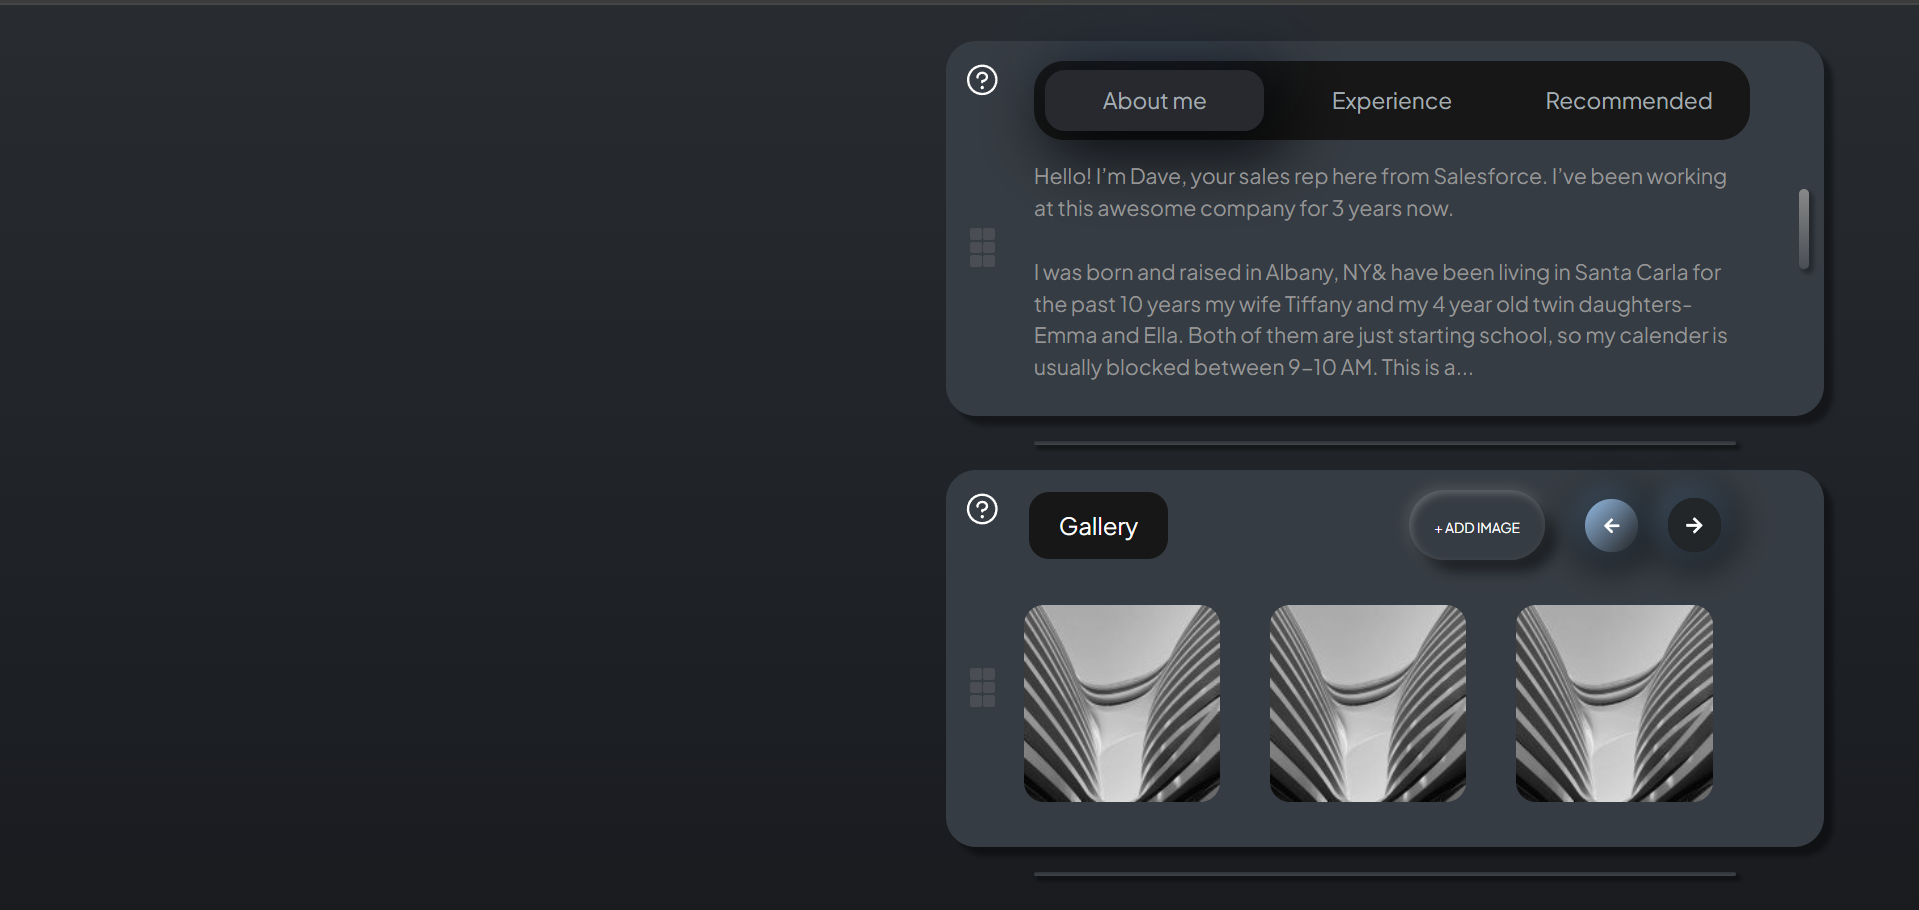 About me
Experience
Recommended
Hello! I’m Dave, your sales rep here from Salesforce. I’ve been working
at this awesome company for 3 years now.
I was born and raised in Albany, NY& have been living in Santa Carla for
the past 10 years my wife Tiffany and my 4 year old twin daughters-
Emma and Ella. Both of them are just starting school, so my calender is
usually blocked between 9-10 AM. This is a...
Gallery
+ ADD IMAGE